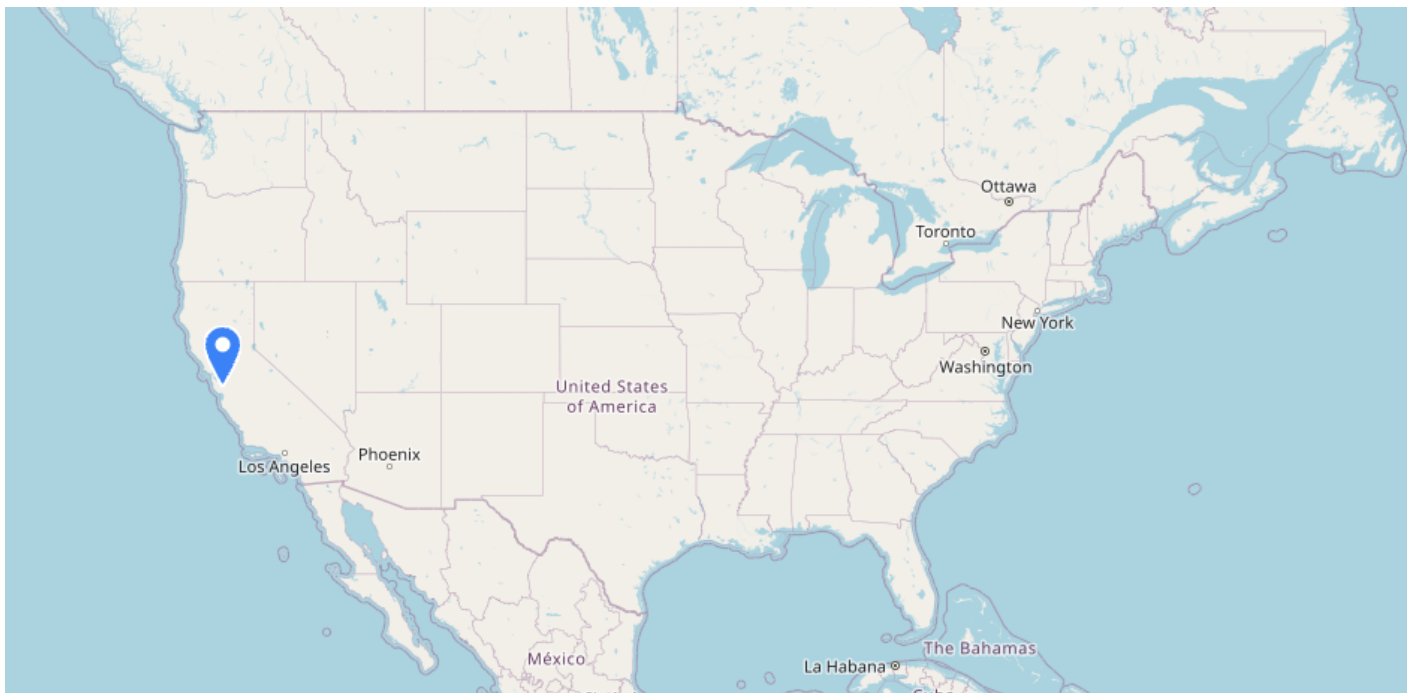 Ottawa
Toronto
New York
Washington
United States
of America
Los Angeles
Phoenix
México
La Habana
The Bahamas